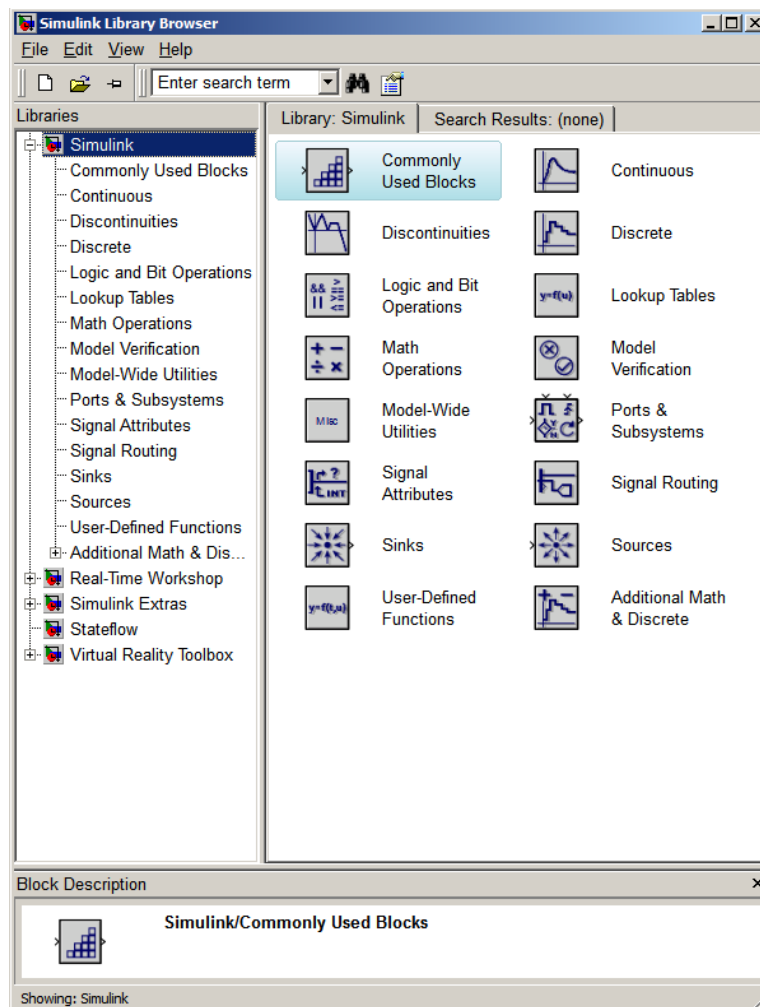 Simulink Library Browser
File Edit View Help
Enter search term
Libraries
Simulink
Commonly Used Blocks
Continuous
Discontinuities
Discrete
Logic and Bit Operations
Lookup Tables
Math Operations
Model Verification
Model-Wide Utilities
Ports & Subsystems
Signal Attributes
Signal Routing
Sinks
Sources
User-Defined Functions
Additional Math & Dis...
Real-Time Workshop
Simulink Extras
Stateflow
Virtual Reality Toolbox
Library: Simulink Search Results: (none)
Commonly
Used Blocks
Continuous
Discontinuities
Discrete
Logic and Bit
Operations
y=f(u)
Lookup Tables
Math
Operations
Model
Verification
Misc
Model-Wide
Utilities
Ports &
Subsystems
INT
Signal
Attributes
Signal Routing
Sinks
Sources
y=f(t,u)
User-Defined
Functions
Additional Math
& Discrete
Block Description
Simulink/Commonly Used Blocks
Showing: Simulink